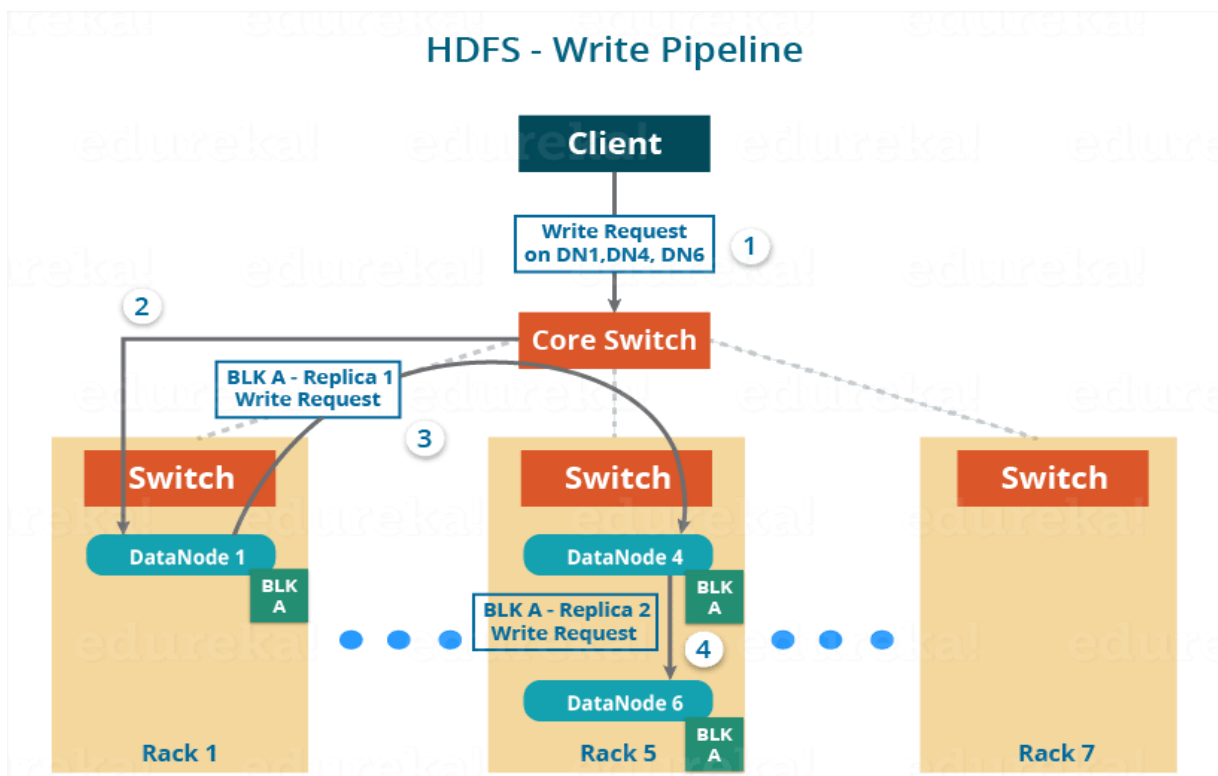 HDFS - Write Pipeline
Client
Write Request
on DN1,DN4, DN6
1
2
Core Switch
BLK A - Replica 1
Write Request
3
Switch
Switch
Switch
DataNode 1
DataNode 4
BLK
A
BLK
A
BLK A - Replica 2
Write Request
4
DataNode 6
BLK
A
Rack 1
Rack 5
Rack 7
edureka!